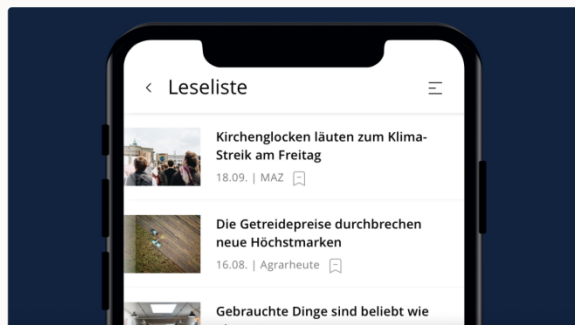 Leseliste
Kirchenglocken läuten zum Klima-
Streik am Freitag
18.09. | MAZ
Die Getreidepreise durchbrechen
neue Höchstmarken
16.08. | Agrarheute
Gebrauchte Dinge sind beliebt wie